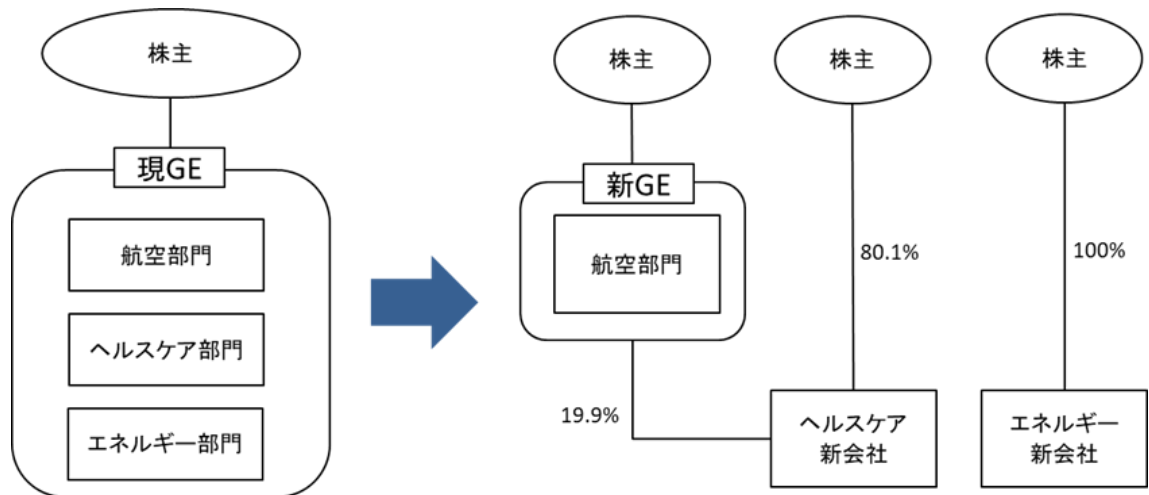 株主
現GE
航空部門
ヘルスケア部門
エネルギー部門
株主
株主
株主
新GE
航空部門
80.1%
100%
19.9%
ヘルスケア
新会社
エネルギー
新会社